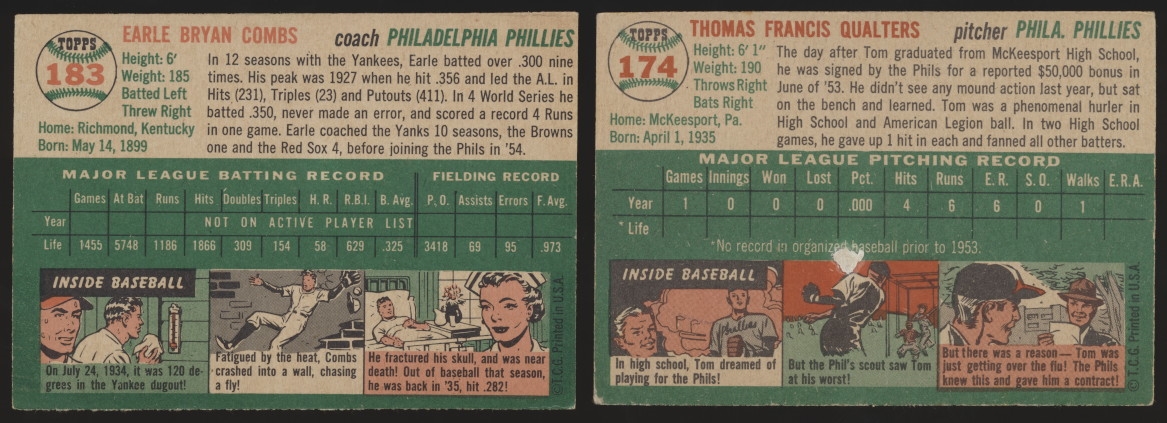 TOPPS
183
EARLE BRYAN COMBS
coach PHILADELPHIA PHILLIES
Height: 6'
Weight: 185
Batted Left
Threw Right
Home: Richmond, Kentucky
Born: May 14, 1899
In 12 seasons with the Yankees, Earle batted over .300 nine
times. His peak was 1927 when he hit .356 and led the A.L. in
Hits (231), Triples (23) and Putouts (411). In 4 World Series he
batted .350, never made an error, and scored a record 4 Runs
in one game. Earle coached the Yanks 10 seasons, the Browns
one and the Red Sox 4, before joining the Phils in '54.
MAJOR LEAGUE BATTING RECORD FIELDING RECORD
Games At Bat Runs Hits Doubles Triples H. R. R.B.I. B. Avg. P. O. Assists Errors F. Avg.
Year NOT ON ACTIVE PLAYER LIST
Life 1455 5748 1186 1866 309 154 58 629 .325 3418 69 95 .973
INSIDE BASEBALL
On July 24, 1934, it was 120 de-
grees in the Yankee dugout!
Fatigued by the heat, Combs
crashed into a wall, chasing
a fly!
He fractured his skull, and was near
death! Out of baseball that season,
he was back in '35, hit .282!
© T.C.G. Printed in U.S.A.
TOPPS
174
THOMAS FRANCIS QUALTERS
pitcher PHILA. PHILLIES
Height: 6' 1"
Weight: 190
Throws Right
Bats Right
Home: McKeesport, Pa.
Born: April 1, 1935
The day after Tom graduated from McKeesport High School,
he was signed by the Phils for a reported $50,000 bonus in
June of '53. He didn't see any mound action last year, but sat
on the bench and learned. Tom was a phenomenal hurler in
High School and American Legion ball. In two High School
games, he gave up 1 hit in each and fanned all other batters.
MAJOR LEAGUE PITCHING RECORD
Games Innings Won Lost Pct. Hits Runs E. R. S. O. Walks E.R.A.
Year 1 0 0 0 .000 4 6 6 0 1
* Life
*No record in organized baseball prior to 1953.
INSIDE BASEBALL
Phillies
In high school, Tom dreamed of
playing for the Phils!
But the Phil's scout saw Tom
at his worst!
But there was a reason — Tom was
just getting over the flu! The Phils
knew this and gave him a contract!
© T.C.G. Printed in U.S.A.